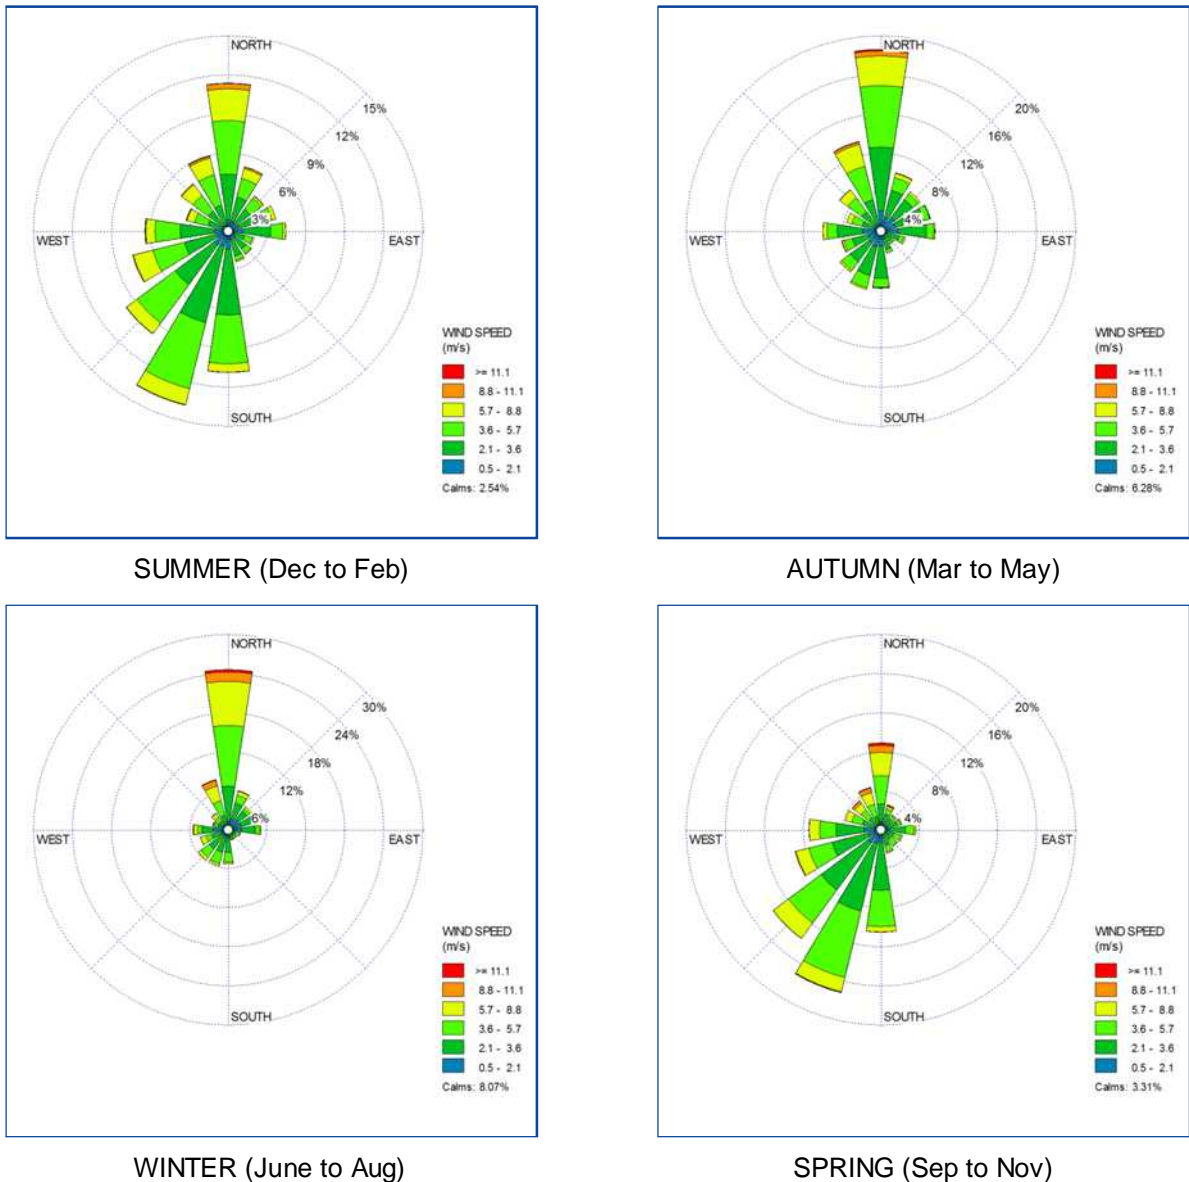 NORTH
15%
12%
9%
6%
3%
WEST
EAST
SOUTH
WIND SPEED
(m/s)
>= 11.1
8.8 - 11.1
5.7 - 8.8
3.6 - 5.7
2.1 - 3.6
0.5 - 2.1
Calms: 2.54%
SUMMER (Dec to Feb)
NORTH
20%
16%
12%
8%
4%
WEST
EAST
SOUTH
WIND SPEED
(m/s)
>= 11.1
8.8 - 11.1
5.7 - 8.8
3.6 - 5.7
2.1 - 3.6
0.5 - 2.1
Calms: 6.28%
AUTUMN (Mar to May)
NORTH
30%
24%
18%
12%
6%
WEST
EAST
SOUTH
WIND SPEED
(m/s)
>= 11.1
8.8 - 11.1
5.7 - 8.8
3.6 - 5.7
2.1 - 3.6
0.5 - 2.1
Calms: 8.07%
WINTER (June to Aug)
NORTH
20%
16%
12%
8%
4%
WEST
EAST
SOUTH
WIND SPEED
(m/s)
>= 11.1
8.8 - 11.1
5.7 - 8.8
3.6 - 5.7
2.1 - 3.6
0.5 - 2.1
Calms: 3.31%
SPRING (Sep to Nov)